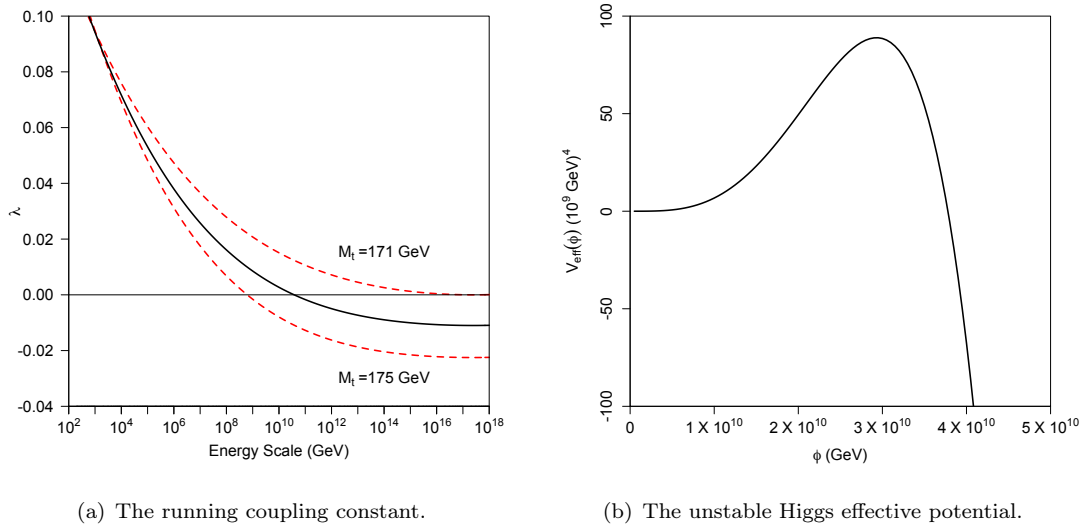 0.10
0.08
0.06
0.04
0.02
0.00
-0.02
-0.04
λ
M_t =171 GeV
M_t =175 GeV
10^2 10^4 10^6 10^8 10^10 10^12 10^14 10^16 10^18
Energy Scale (GeV)
(a) The running coupling constant.
100
50
0
-50
-100
V_eff(ϕ) (10^9 GeV)^4
0 1 X 10^10 2 X 10^10 3 X 10^10 4 X 10^10 5 X 10^10
ϕ (GeV)
(b) The unstable Higgs effective potential.